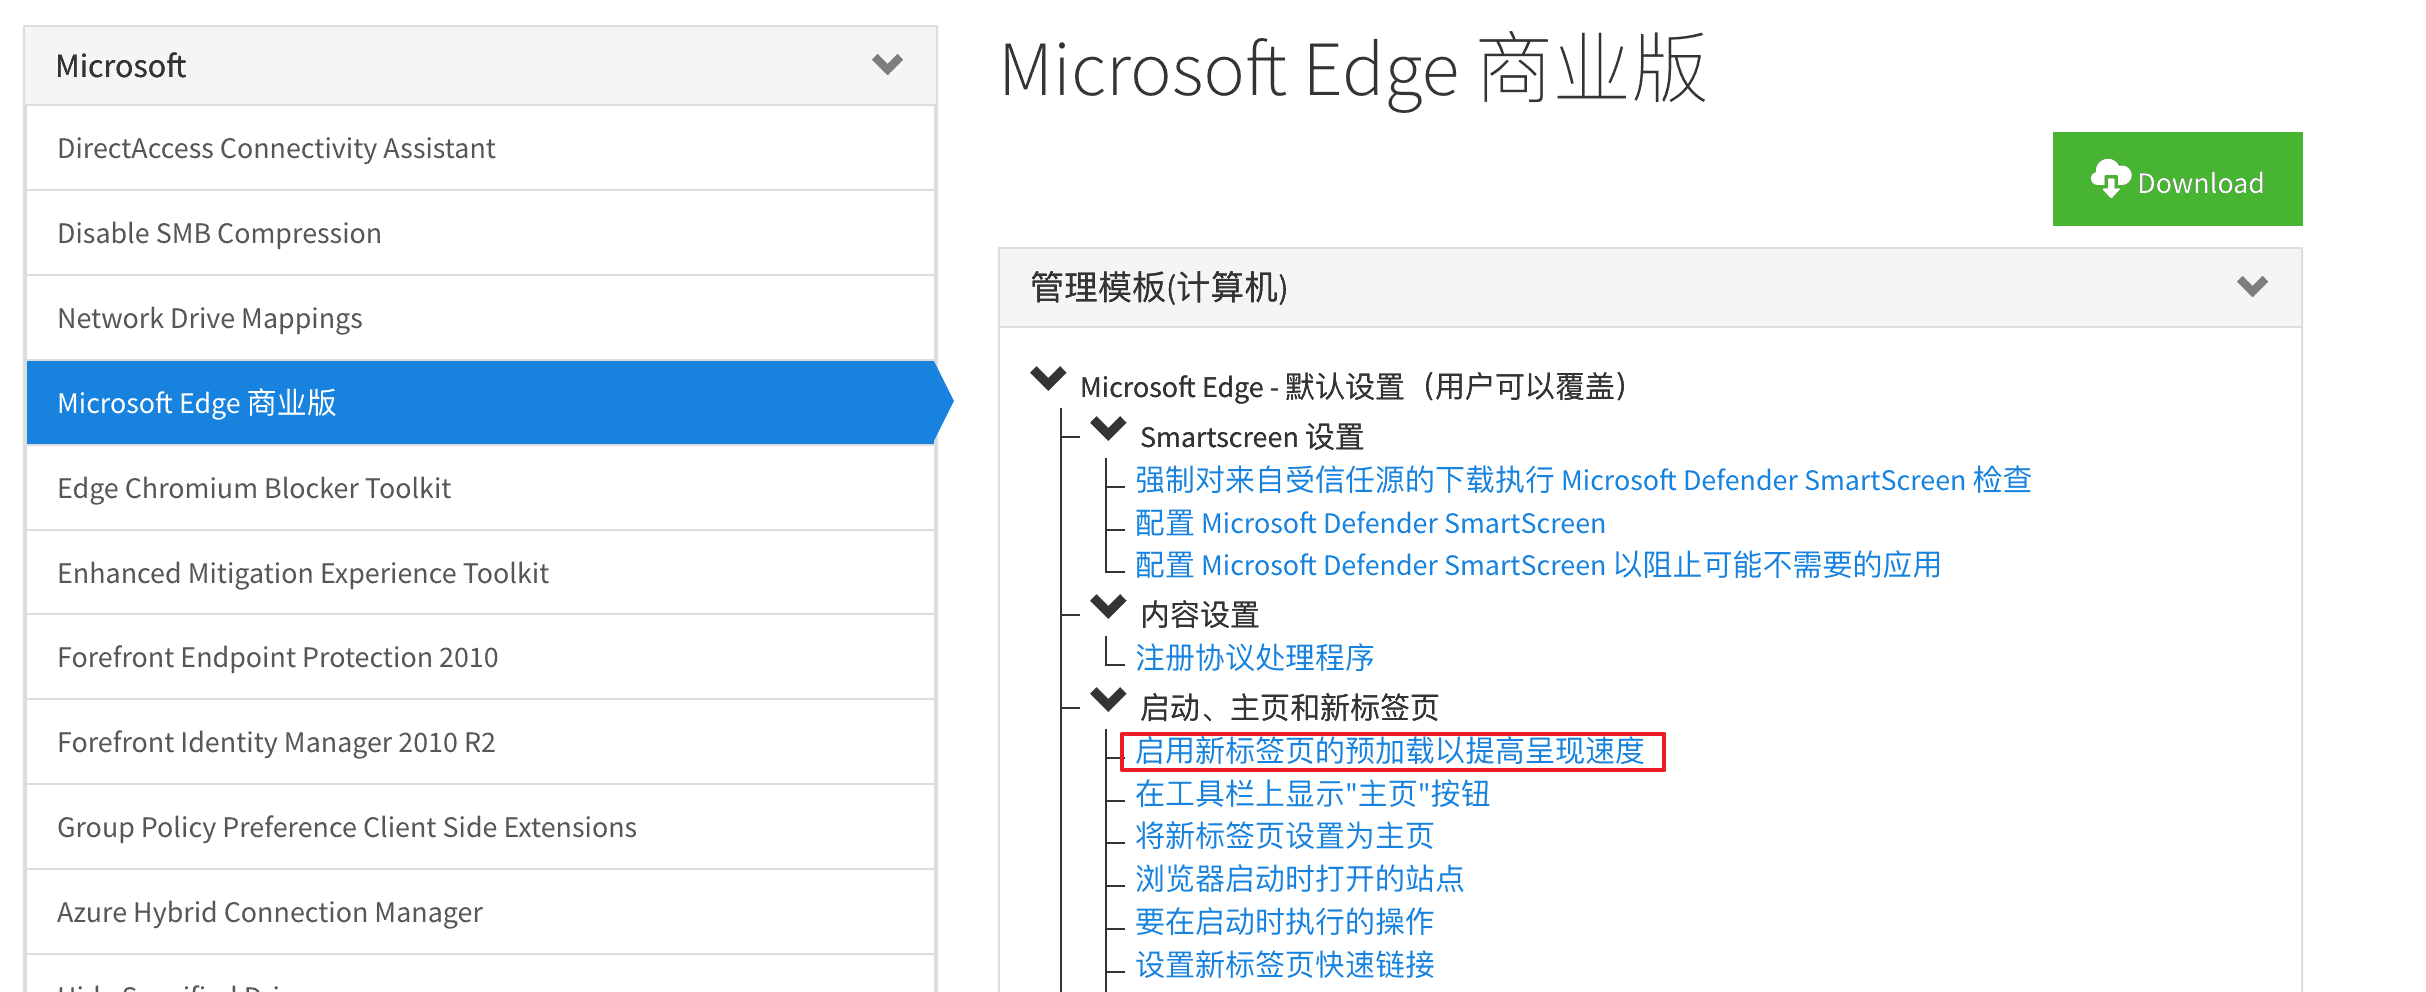 Microsoft
DirectAccess Connectivity Assistant
Disable SMB Compression
Network Drive Mappings
Microsoft Edge 商业版
Edge Chromium Blocker Toolkit
Enhanced Mitigation Experience Toolkit
Forefront Endpoint Protection 2010
Forefront Identity Manager 2010 R2
Group Policy Preference Client Side Extensions
Azure Hybrid Connection Manager
Microsoft Edge 商业版
Download
管理模板(计算机)
Microsoft Edge - 默认设置（用户可以覆盖）
Smartscreen 设置
强制对来自受信任源的下载执行 Microsoft Defender SmartScreen 检查
配置 Microsoft Defender SmartScreen
配置 Microsoft Defender SmartScreen 以阻止可能不需要的应用
内容设置
注册协议处理程序
启动、主页和新标签页
启用新标签页的预加载以提高呈现速度
在工具栏上显示"主页"按钮
将新标签页设置为主页
浏览器启动时打开的站点
要在启动时执行的操作
设置新标签页快速链接